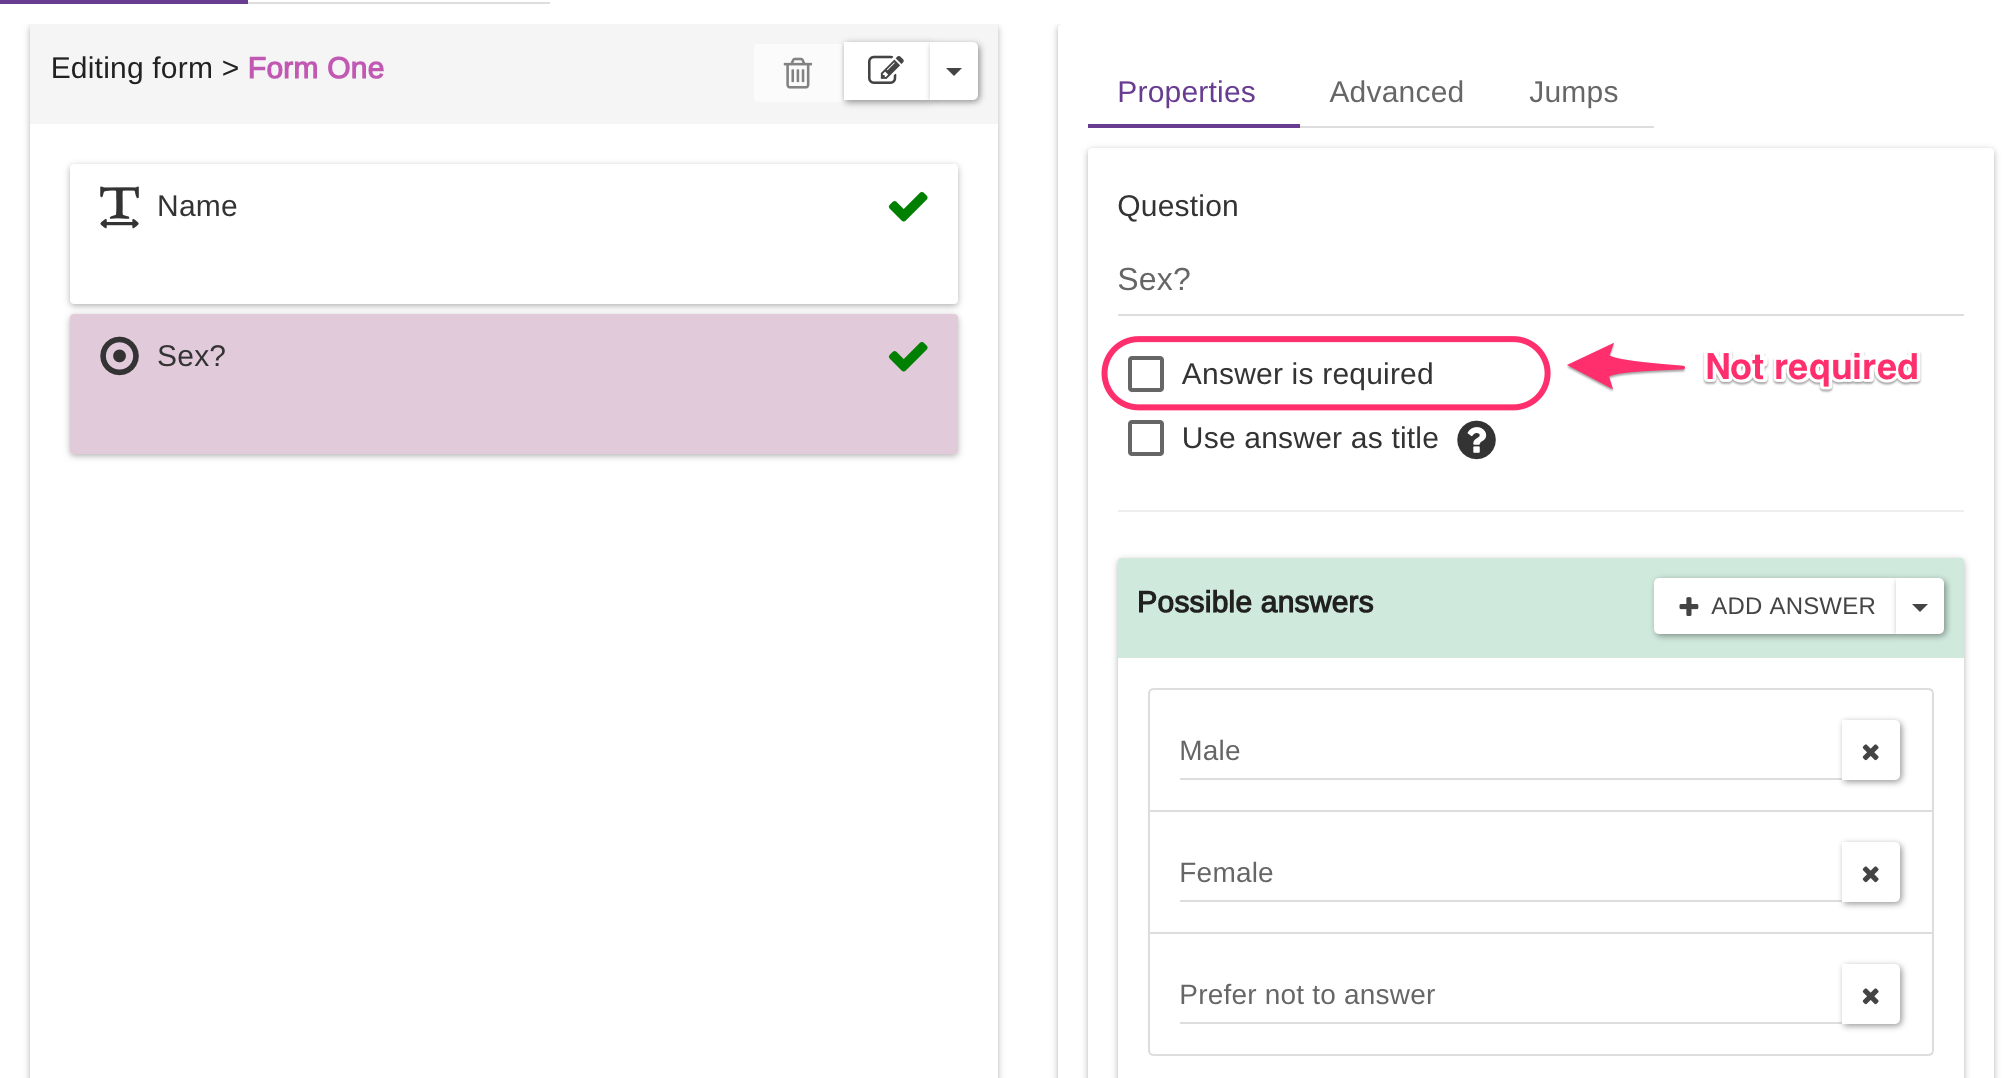 Editing form > Form One
Name
Sex?
Properties Advanced Jumps
Question
Sex?
Answer is required
Not required
Use answer as title ?
Possible answers
ADD ANSWER
Male
Female
Prefer not to answer